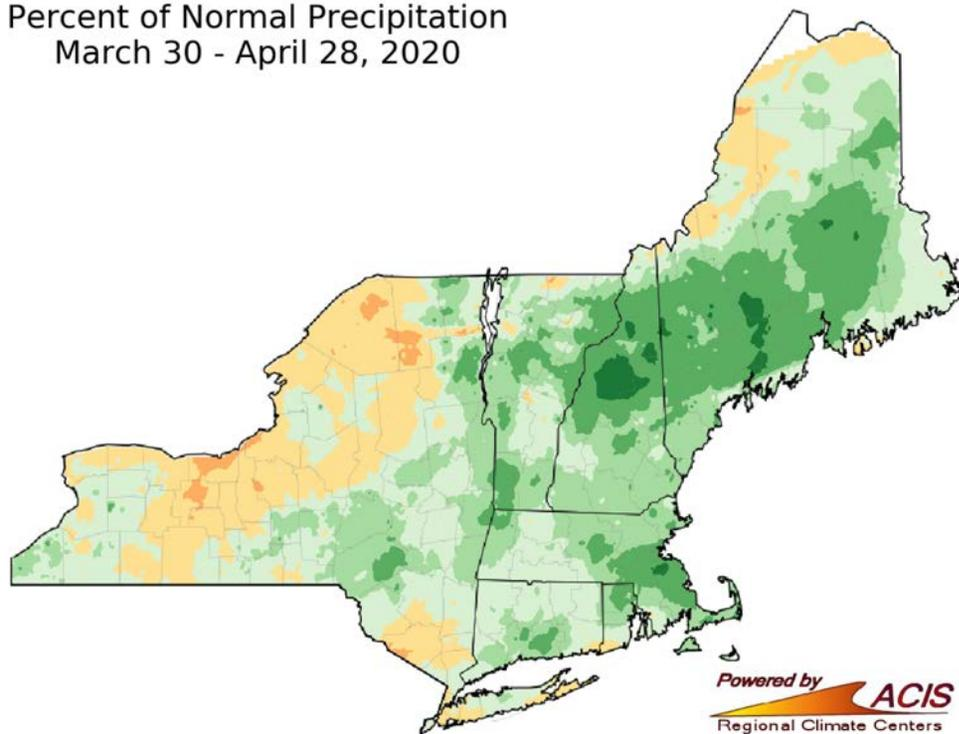 Percent of Normal Precipitation
March 30 - April 28, 2020
Powered by
ACIS
Regional Climate Centers